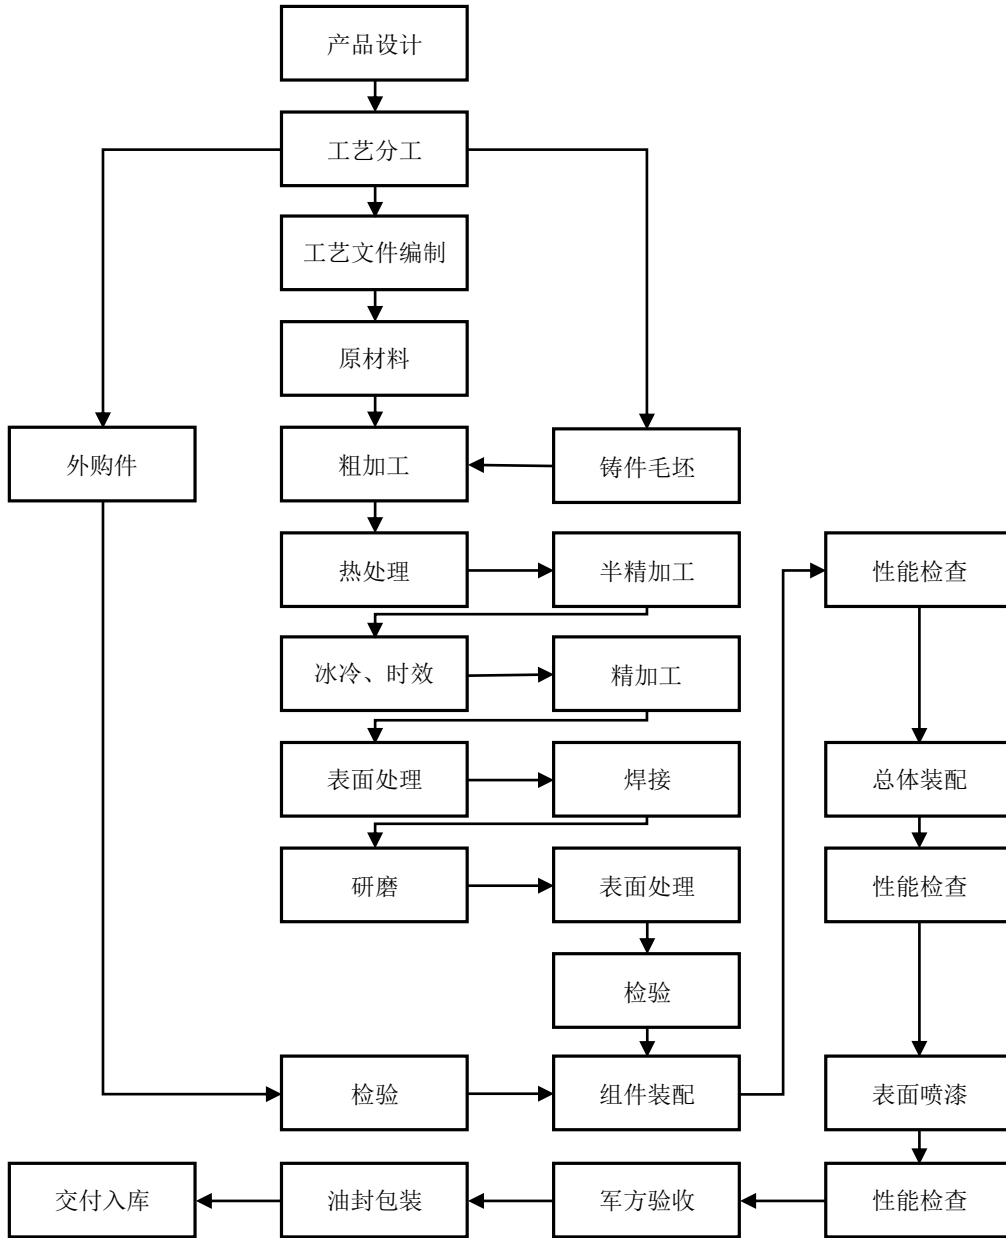 产品设计
工艺分工
工艺文件编制
原材料
外购件
粗加工
铸件毛坯
热处理
半精加工
性能检查
冰冷、时效
精加工
表面处理
焊接
总体装配
研磨
表面处理
性能检查
检验
检验
组件装配
表面喷漆
交付入库
油封包装
军方验收
性能检查